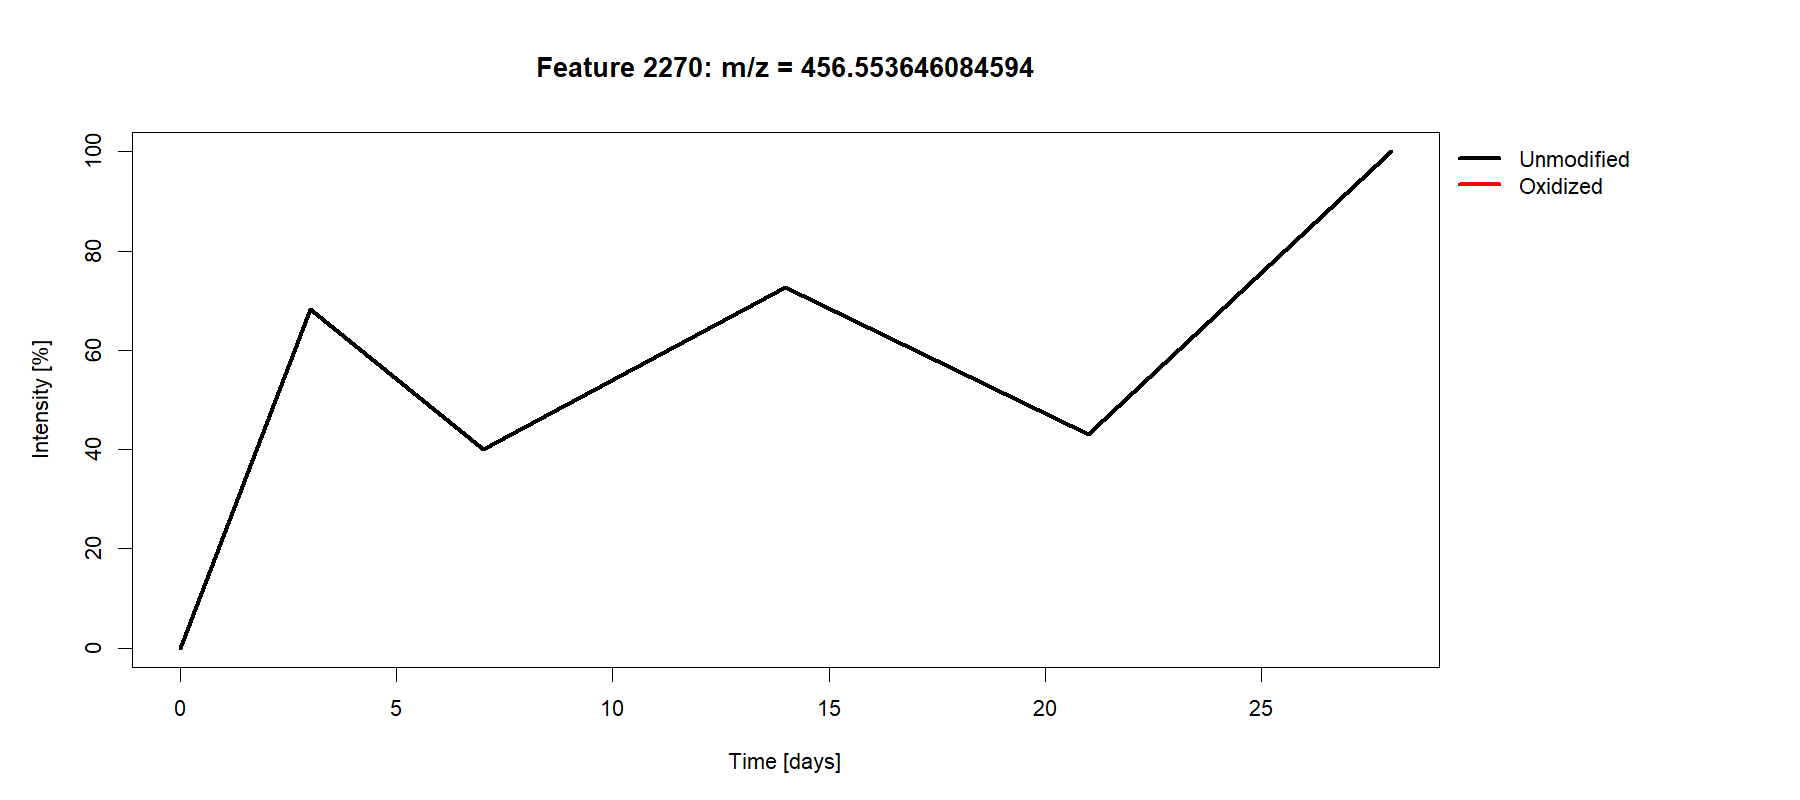 Feature 2270: m/z = 456.553646084594
Unmodified
Oxidized
Intensity [%]
100
80
60
40
20
0
0 5 10 15 20 25
Time [days]